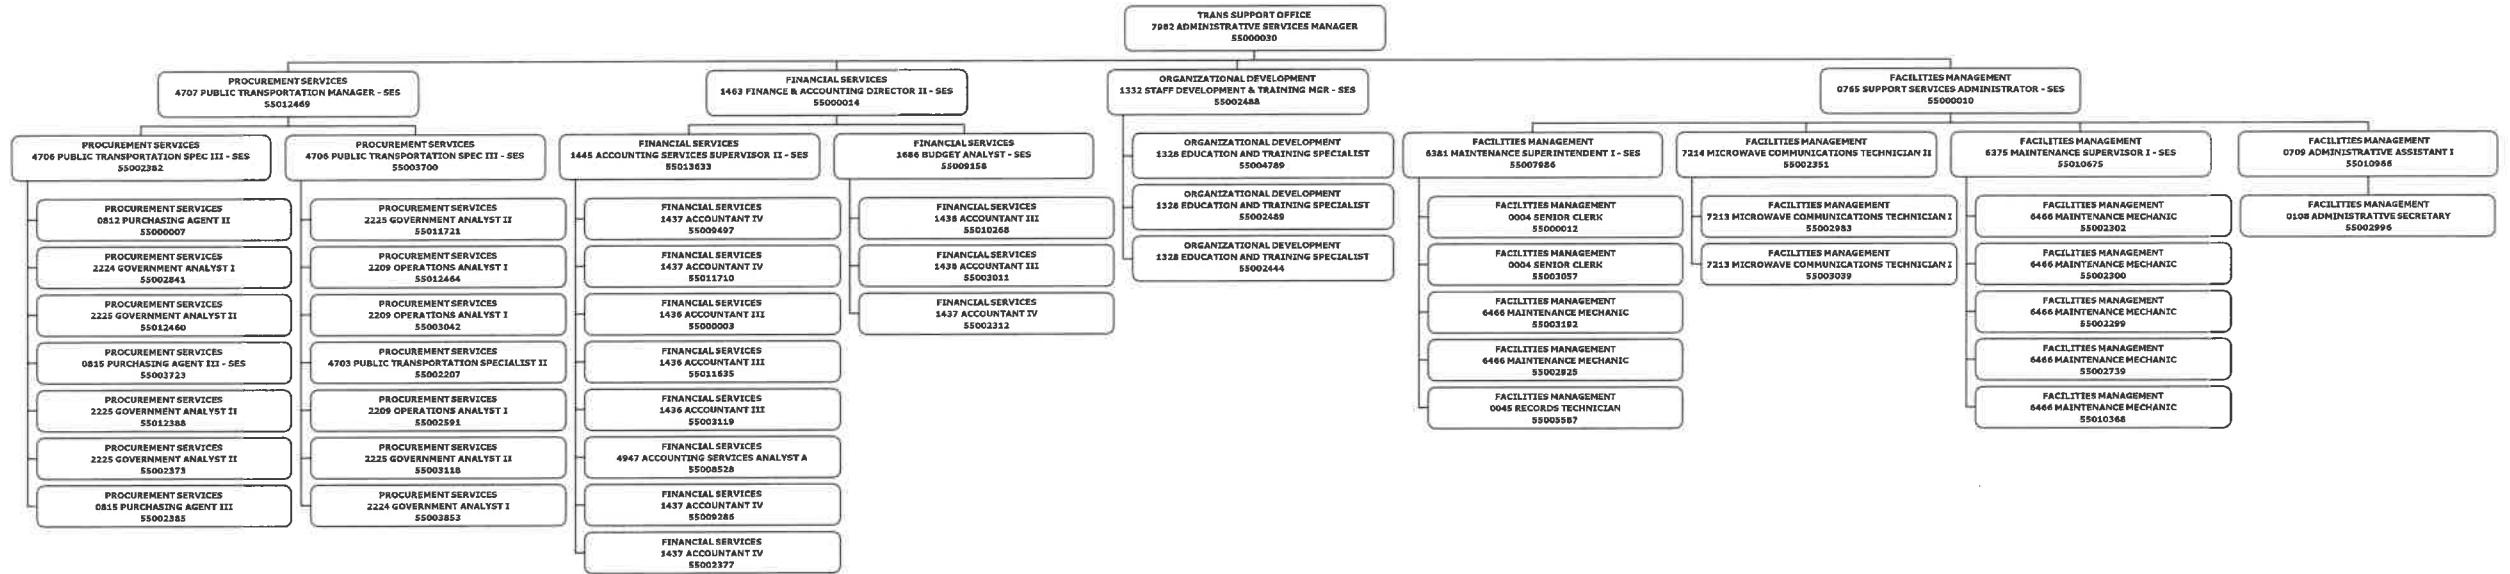 TRANS SUPPORT OFFICE
7982 ADMINISTRATIVE SERVICES MANAGER
55000030
PROCUREMENT SERVICES
4707 PUBLIC TRANSPORTATION MANAGER - SES
55012469
FINANCIAL SERVICES
1463 FINANCE & ACCOUNTING DIRECTOR II - SES
55000014
ORGANIZATIONAL DEVELOPMENT
1332 STAFF DEVELOPMENT & TRAINING MGR - SES
55002488
FACILITIES MANAGEMENT
0765 SUPPORT SERVICES ADMINISTRATOR - SES
55000010
PROCUREMENT SERVICES
4706 PUBLIC TRANSPORTATION SPEC III - SES
55002382
PROCUREMENT SERVICES
0812 PURCHASING AGENT II
55000007
PROCUREMENT SERVICES
2224 GOVERNMENT ANALYST I
55002841
PROCUREMENT SERVICES
2225 GOVERNMENT ANALYST II
55012460
PROCUREMENT SERVICES
0815 PURCHASING AGENT III - SES
55003723
PROCUREMENT SERVICES
2225 GOVERNMENT ANALYST II
55012388
PROCUREMENT SERVICES
2225 GOVERNMENT ANALYST II
55002373
PROCUREMENT SERVICES
0815 PURCHASING AGENT III
55002385
PROCUREMENT SERVICES
4706 PUBLIC TRANSPORTATION SPEC III - SES
55003700
PROCUREMENT SERVICES
2225 GOVERNMENT ANALYST II
55011721
PROCUREMENT SERVICES
2209 OPERATIONS ANALYST I
55012464
PROCUREMENT SERVICES
2209 OPERATIONS ANALYST I
55003042
PROCUREMENT SERVICES
4703 PUBLIC TRANSPORTATION SPECIALIST II
55002207
PROCUREMENT SERVICES
2209 OPERATIONS ANALYST I
55002591
PROCUREMENT SERVICES
2225 GOVERNMENT ANALYST II
55003118
PROCUREMENT SERVICES
2224 GOVERNMENT ANALYST I
55003853
FINANCIAL SERVICES
1445 ACCOUNTING SERVICES SUPERVISOR II - SES
55013633
FINANCIAL SERVICES
1437 ACCOUNTANT IV
55009497
FINANCIAL SERVICES
1437 ACCOUNTANT IV
55011710
FINANCIAL SERVICES
1436 ACCOUNTANT III
55000003
FINANCIAL SERVICES
1436 ACCOUNTANT III
55011635
FINANCIAL SERVICES
1436 ACCOUNTANT III
55003119
FINANCIAL SERVICES
4947 ACCOUNTING SERVICES ANALYST A
55008528
FINANCIAL SERVICES
1437 ACCOUNTANT IV
55009286
FINANCIAL SERVICES
1437 ACCOUNTANT IV
55002377
FINANCIAL SERVICES
1686 BUDGET ANALYST - SES
55009158
FINANCIAL SERVICES
1436 ACCOUNTANT III
55010268
FINANCIAL SERVICES
1436 ACCOUNTANT III
55003011
FINANCIAL SERVICES
1437 ACCOUNTANT IV
55002312
ORGANIZATIONAL DEVELOPMENT
1328 EDUCATION AND TRAINING SPECIALIST
55004789
ORGANIZATIONAL DEVELOPMENT
1328 EDUCATION AND TRAINING SPECIALIST
55002489
ORGANIZATIONAL DEVELOPMENT
1328 EDUCATION AND TRAINING SPECIALIST
55002444
FACILITIES MANAGEMENT
6381 MAINTENANCE SUPERINTENDENT I - SES
55007986
FACILITIES MANAGEMENT
0004 SENIOR CLERK
55000012
FACILITIES MANAGEMENT
0004 SENIOR CLERK
55003057
FACILITIES MANAGEMENT
6466 MAINTENANCE MECHANIC
55003192
FACILITIES MANAGEMENT
6466 MAINTENANCE MECHANIC
55002825
FACILITIES MANAGEMENT
0045 RECORDS TECHNICIAN
55005587
FACILITIES MANAGEMENT
7214 MICROWAVE COMMUNICATIONS TECHNICIAN II
55002351
FACILITIES MANAGEMENT
7213 MICROWAVE COMMUNICATIONS TECHNICIAN I
55002983
FACILITIES MANAGEMENT
7213 MICROWAVE COMMUNICATIONS TECHNICIAN I
55003039
FACILITIES MANAGEMENT
6375 MAINTENANCE SUPERVISOR I - SES
55010675
FACILITIES MANAGEMENT
6466 MAINTENANCE MECHANIC
55002302
FACILITIES MANAGEMENT
6466 MAINTENANCE MECHANIC
55002300
FACILITIES MANAGEMENT
6466 MAINTENANCE MECHANIC
55002299
FACILITIES MANAGEMENT
6466 MAINTENANCE MECHANIC
55002739
FACILITIES MANAGEMENT
6466 MAINTENANCE MECHANIC
55010368
FACILITIES MANAGEMENT
0709 ADMINISTRATIVE ASSISTANT I
55010966
FACILITIES MANAGEMENT
0108 ADMINISTRATIVE SECRETARY
55002996